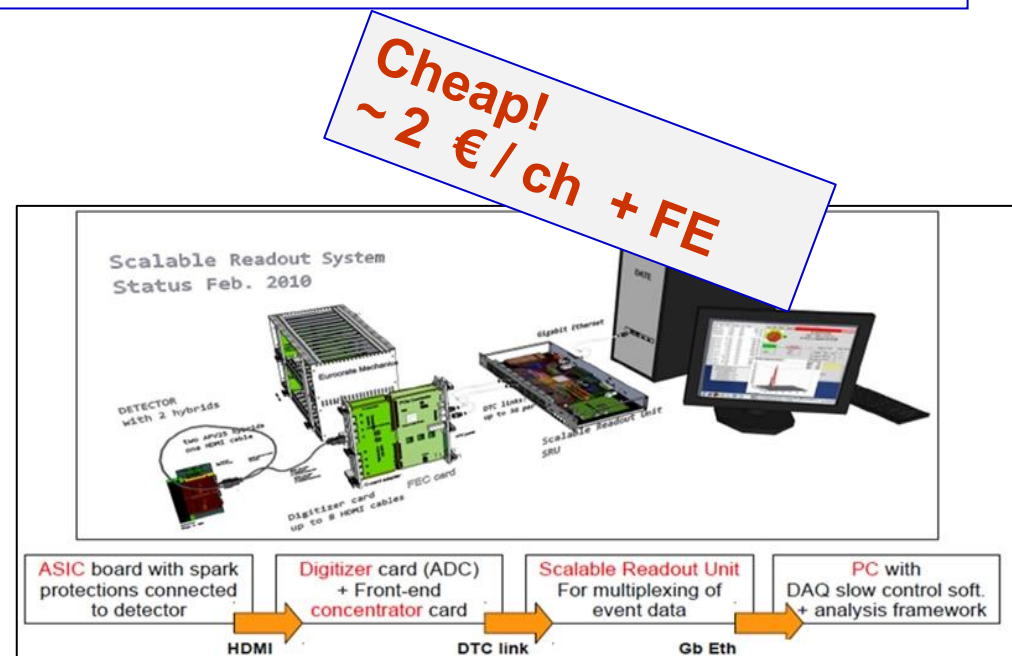 Cheap!
~ 2 € / ch + FE
Scalable Readout System
Status Feb. 2010
DATE
Gigabit Ethernet
Eurocrate Mechanics
DETECTOR
with 2 hybrids
two APV25 hybrids
one HDMI cable
DTC links
up to 36 per
Scalable Readout Unit
SRU
FEC card
Digitizer card
up to 8 HDMI cables
ASIC board with spark
protections connected
to detector
HDMI
Digitizer card (ADC)
+ Front-end
concentrator card
DTC link
Scalable Readout Unit
For multiplexing of
event data
Gb Eth
PC with
DAQ slow control soft.
+ analysis framework